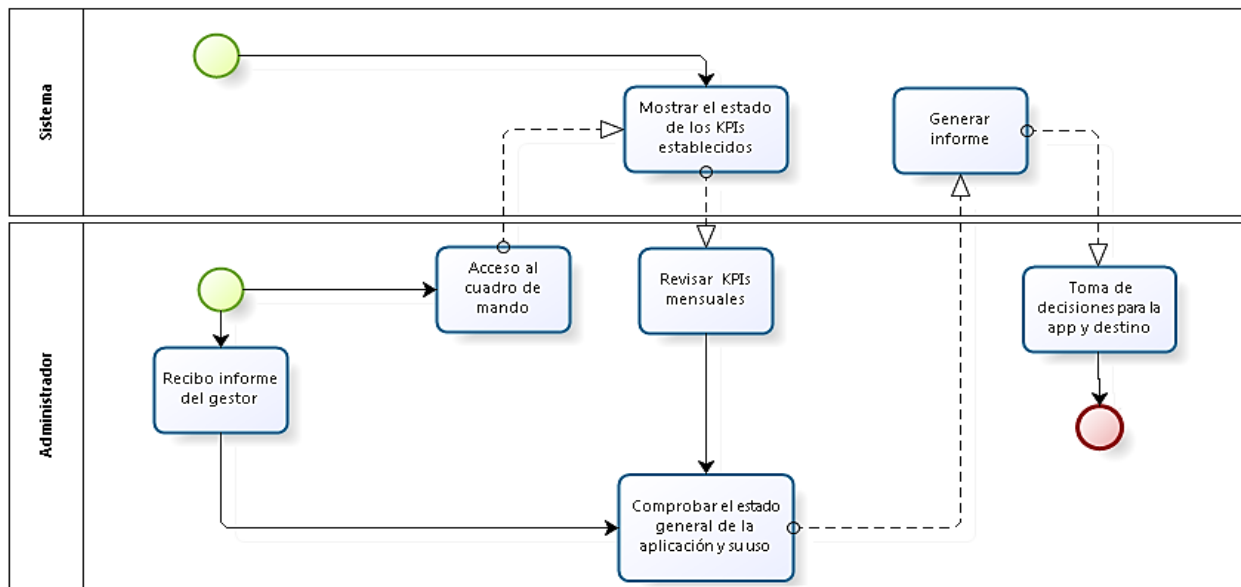 Sistema
Mostrar el estado
de los KPIs
establecidos
Generar
informe
Administrador
Acceso al
cuadro de
mando
Revisar KPIs
mensuales
Toma de
decisiones para la
app y destino
Recibo informe
del gestor
Comprobar el estado
general de la
aplicación y su uso